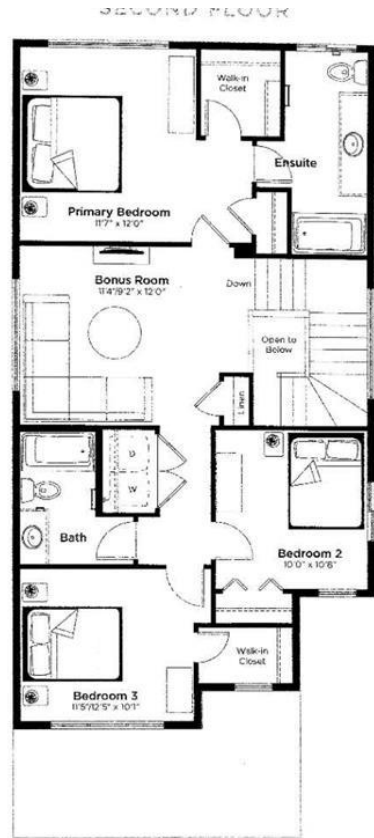 SECOND FLOOR
Walk-in
Closet
Ensuite
Primary Bedroom
11'7" x 12'0"
Bonus Room
11'4"/9'2" x 12'0"
Down
Open to
Below
Linen
D
W
Bath
Bedroom 2
10'0" x 10'8"
Walk-in
Closet
Bedroom 3
11'5"/12'5" x 10'1"